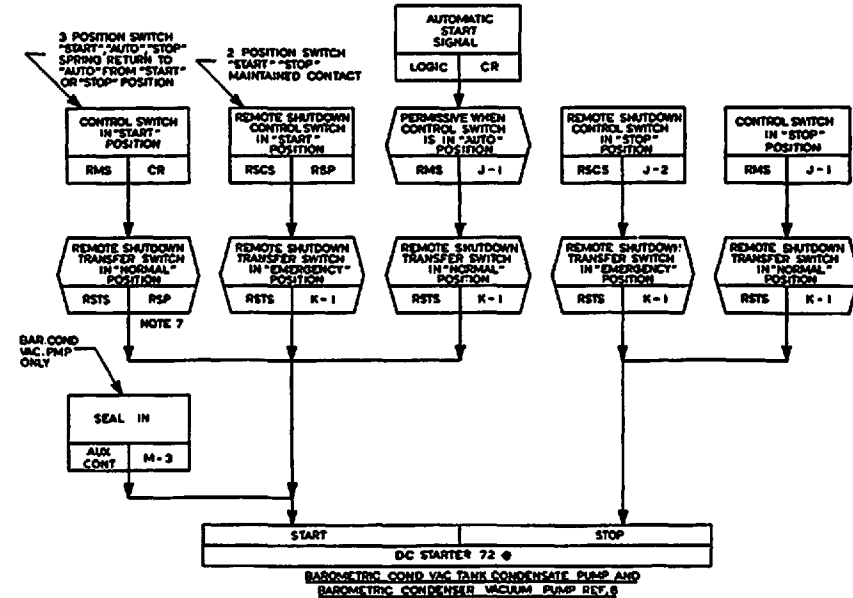 3 POSITION SWITCH
"START","AUTO","STOP"
SPRING RETURN TO
"AUTO" FROM "START"
OR "STOP" POSITION
2 POSITION SWITCH
"START" "STOP"
MAINTAINED CONTACT
AUTOMATIC
START
SIGNAL
LOGIC CR
CONTROL SWITCH
IN "START"
POSITION
RMS CR
REMOTE SHUTDOWN
CONTROL SWITCH
IN "START"
POSITION
RSCS RSP
PERMISSIVE WHEN
CONTROL SWITCH
IS IN "AUTO"
POSITION
RMS J-1
REMOTE SHUTDOWN
CONTROL SWITCH
IN "STOP"
POSITION
RSCS J-2
CONTROL SWITCH
IN "STOP"
POSITION
RMS J-1
REMOTE SHUTDOWN
TRANSFER SWITCH
IN "NORMAL"
POSITION
RSTS RSP
NOTE 7
REMOTE SHUTDOWN
TRANSFER SWITCH
IN "EMERGENCY"
POSITION
RSTS K-1
REMOTE SHUTDOWN
TRANSFER SWITCH
IN "NORMAL"
POSITION
RSTS K-1
REMOTE SHUTDOWN
TRANSFER SWITCH
IN "EMERGENCY"
POSITION
RSTS K-1
REMOTE SHUTDOWN
TRANSFER SWITCH
IN "NORMAL"
POSITION
RSTS K-1
BAR.COND
VAC.PMP
ONLY
SEAL IN
AUX
CONT M-3
START STOP
DC STARTER 72
BAROMETRIC COND VAC TANK CONDENSATE PUMP AND
BAROMETRIC CONDENSER VACUUM PUMP REF.6